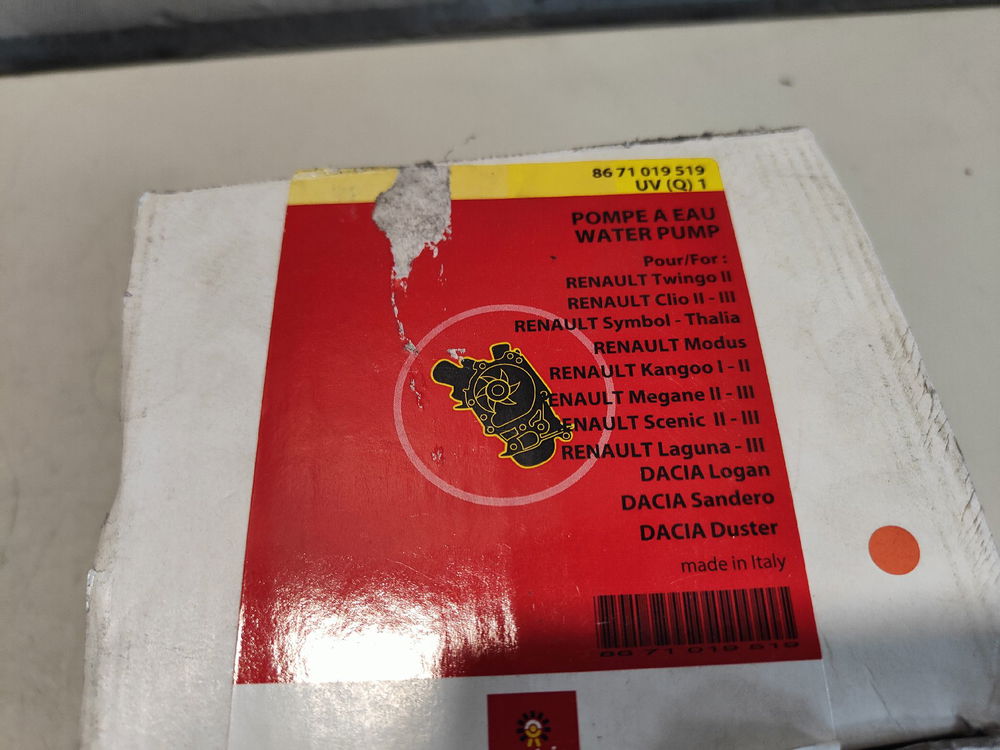 86 71 019 519
UV (Q) 1
POMPE A EAU
WATER PUMP
Pour/For :
RENAULT Twingo II
RENAULT Clio II - III
RENAULT Symbol - Thalia
RENAULT Modus
RENAULT Kangoo I - II
RENAULT Megane II - III
RENAULT Scenic II - III
RENAULT Laguna - III
DACIA Logan
DACIA Sandero
DACIA Duster
made in Italy
86 71 019 519